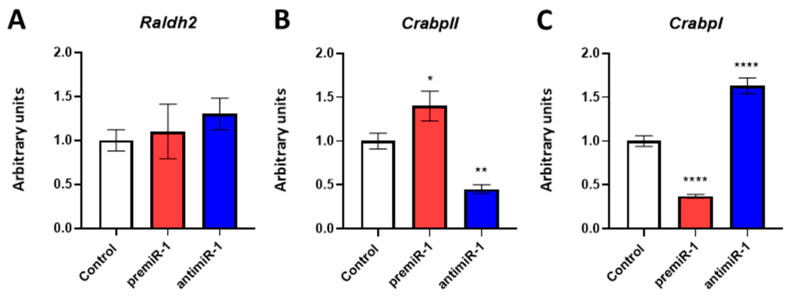 A
Raldh2
Arbitrary units
2.0
1.5
1.0
0.5
0.0
Control
premiR-1
antimiR-1
B
CrabpII
Arbitrary units
2.0
1.5
1.0
0.5
0.0
*
**
Control
premiR-1
antimiR-1
C
CrabpI
Arbitrary units
2.0
1.5
1.0
0.5
0.0
****
****
Control
premiR-1
antimiR-1